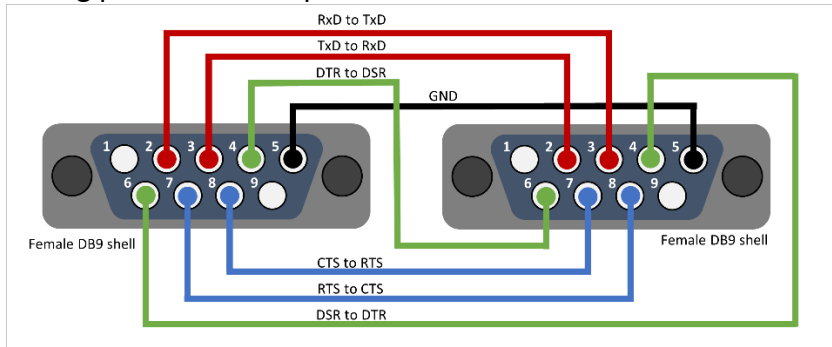 RxD to TxD
TxD to RxD
DTR to DSR
GND
1 2 3 4 5
6 7 8 9
Female DB9 shell
1 2 3 4 5
6 7 8 9
Female DB9 shell
CTS to RTS
RTS to CTS
DSR to DTR